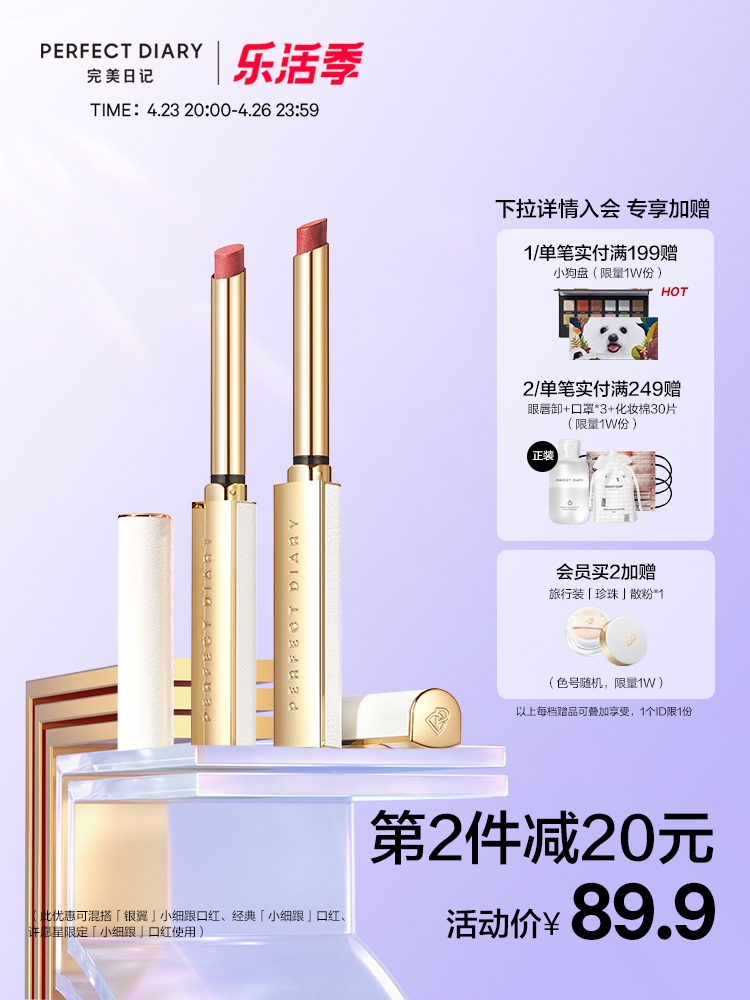 PERFECT DIARY
完美日记
乐活季
TIME：4.23 20:00-4.26 23:59
下拉详情入会 专享加赠
1/单笔实付满199赠
小狗盘（限量1W份）
HOT
2/单笔实付满249赠
眼唇卸+口罩*3+化妆棉30片
（限量1W份）
正装
PERFECT DIARY
会员买2加赠
旅行装「珍珠」散粉*1
（色号随机，限量1W）
以上每档赠品可叠加享受，1个ID限1份
PERFECT DIARY
PERFECT DIARY
第2件减20元
活动价¥ 89.9
（此优惠可混搭「银翼」小细跟口红、经典「小细跟」口红、
许愿星限定「小细跟」口红使用）